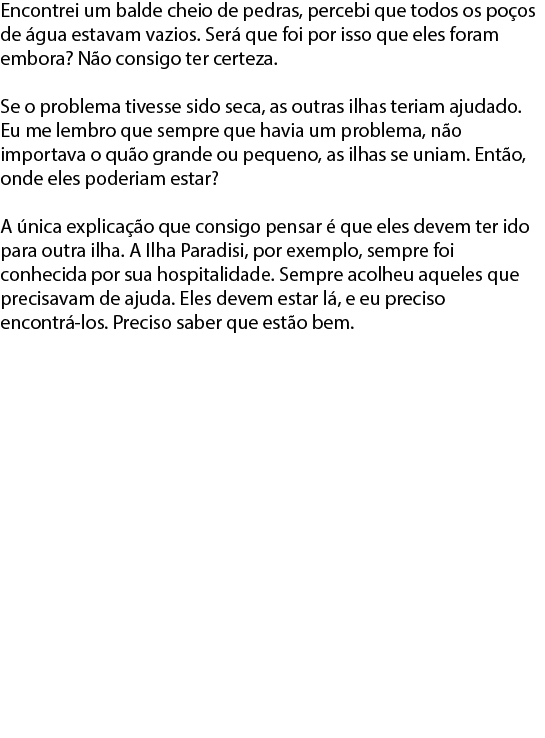 Encontrei um balde cheio de pedras, percebi que todos os poços
de água estavam vazios. Será que foi por isso que eles foram
embora? Não consigo ter certeza.

Se o problema tivesse sido seca, as outras ilhas teriam ajudado.
Eu me lembro que sempre que havia um problema, não
importava o quão grande ou pequeno, as ilhas se uniam. Então,
onde eles poderiam estar?

A única explicação que consigo pensar é que eles devem ter ido
para outra ilha. A Ilha Paradisi, por exemplo, sempre foi
conhecida por sua hospitalidade. Sempre acolheu aqueles que
precisavam de ajuda. Eles devem estar lá, e eu preciso
encontrá-los. Preciso saber que estão bem.